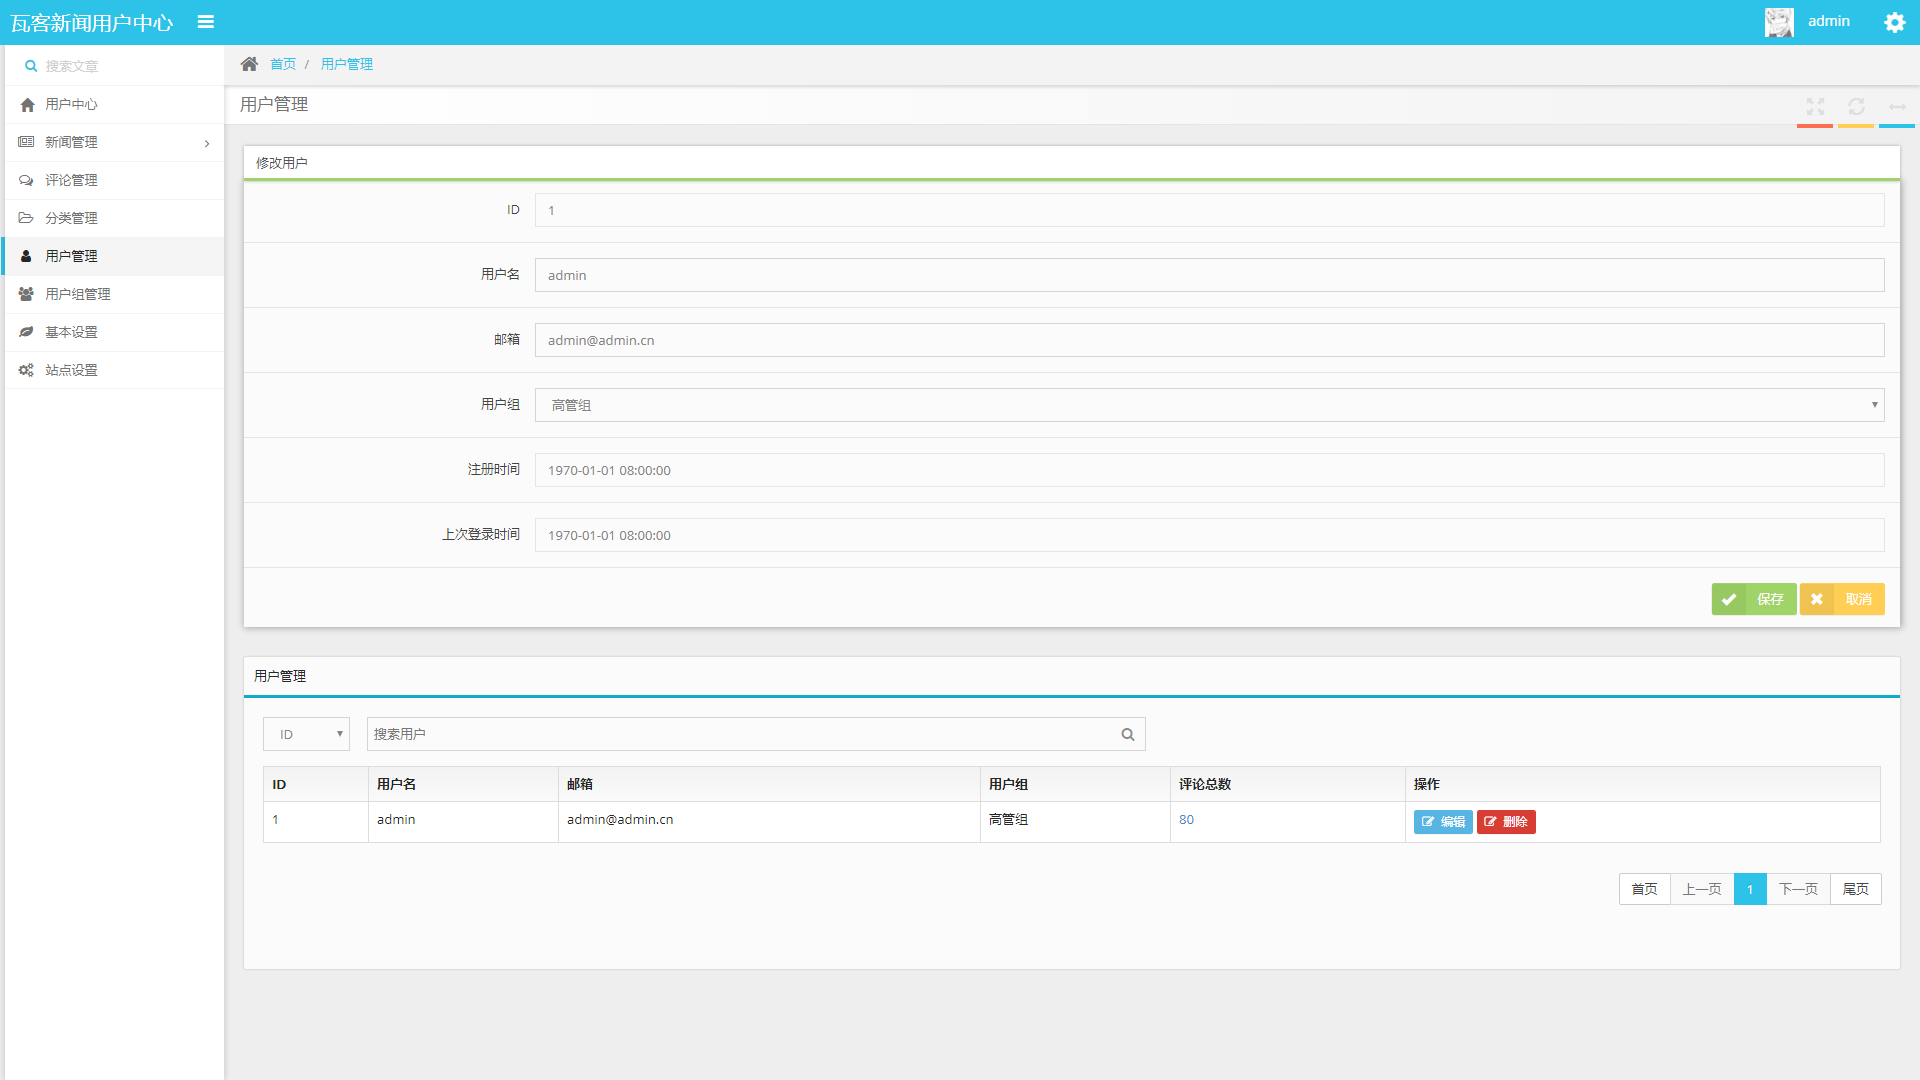 瓦客新闻用户中心
admin
搜索文章
用户中心
新闻管理
评论管理
分类管理
用户管理
用户组管理
基本设置
站点设置
首页 / 用户管理
用户管理
修改用户
ID 1
用户名 admin
邮箱 admin@admin.cn
用户组 高管组
注册时间 1970-01-01 08:00:00
上次登录时间 1970-01-01 08:00:00
保存 取消
用户管理
ID 搜索用户
ID 用户名 邮箱 用户组 评论总数 操作
1 admin admin@admin.cn 高管组 80 编辑 删除
首页 上一页 1 下一页 尾页